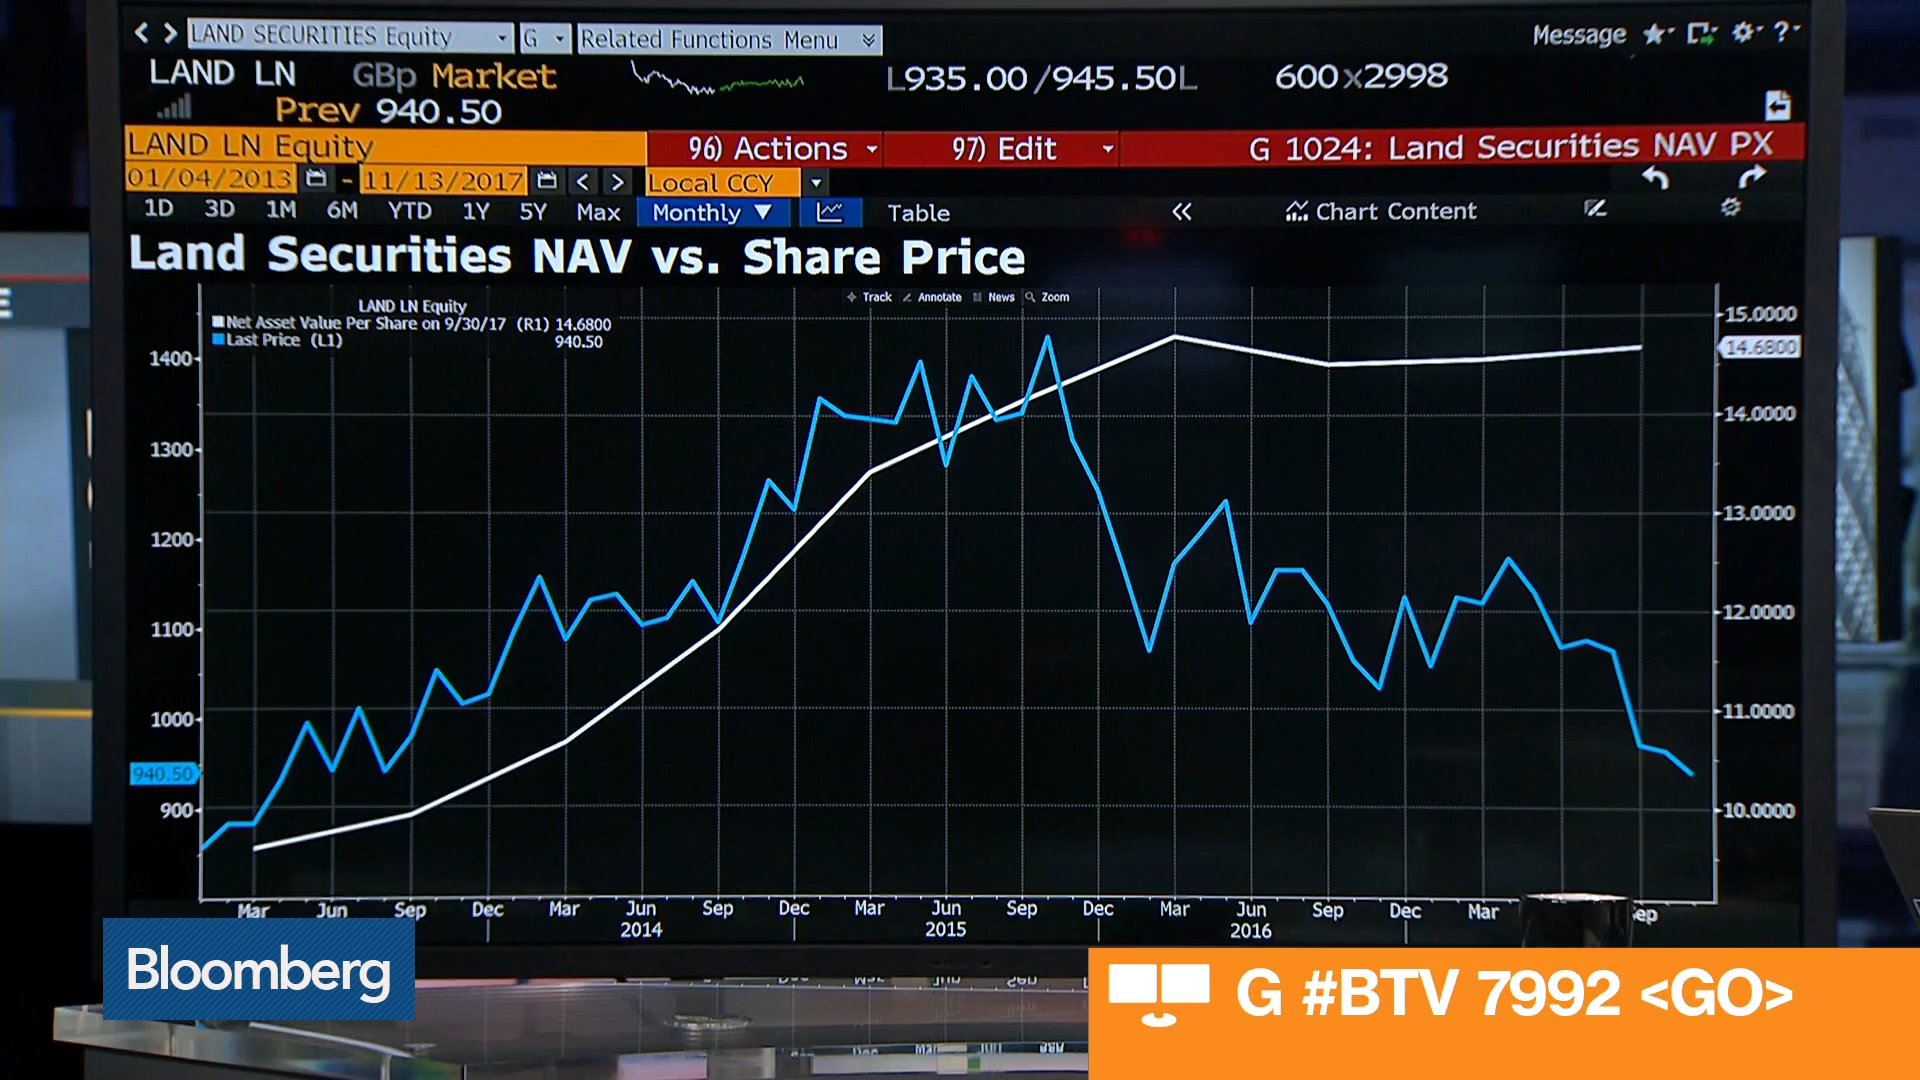 LAND SECURITIES Equity G Related Functions Menu Message ?
LAND LN GBp Market L935.00/945.50L 600x2998
Prev 940.50
LAND LN Equity 96) Actions 97) Edit G 1024: Land Securities NAV PX
01/04/2013 - 11/13/2017 < > Local CCY
1D 3D 1M 6M YTD 1Y 5Y Max Monthly ▼ Table « Chart Content
Land Securities NAV vs. Share Price
Track Annotate News Zoom
LAND LN Equity
Net Asset Value Per Share on 9/30/17 (R1) 14.6800
Last Price (L1) 940.50
1400
1300
1200
1100
1000
940.50
900
15.0000
14.6800
14.0000
13.0000
12.0000
11.0000
10.0000
Mar Jun Sep Dec Mar Jun Sep Dec Mar Jun Sep Dec Mar Jun Sep Dec Mar
2014 2015 2016
Bloomberg
G #BTV 7992 <GO>